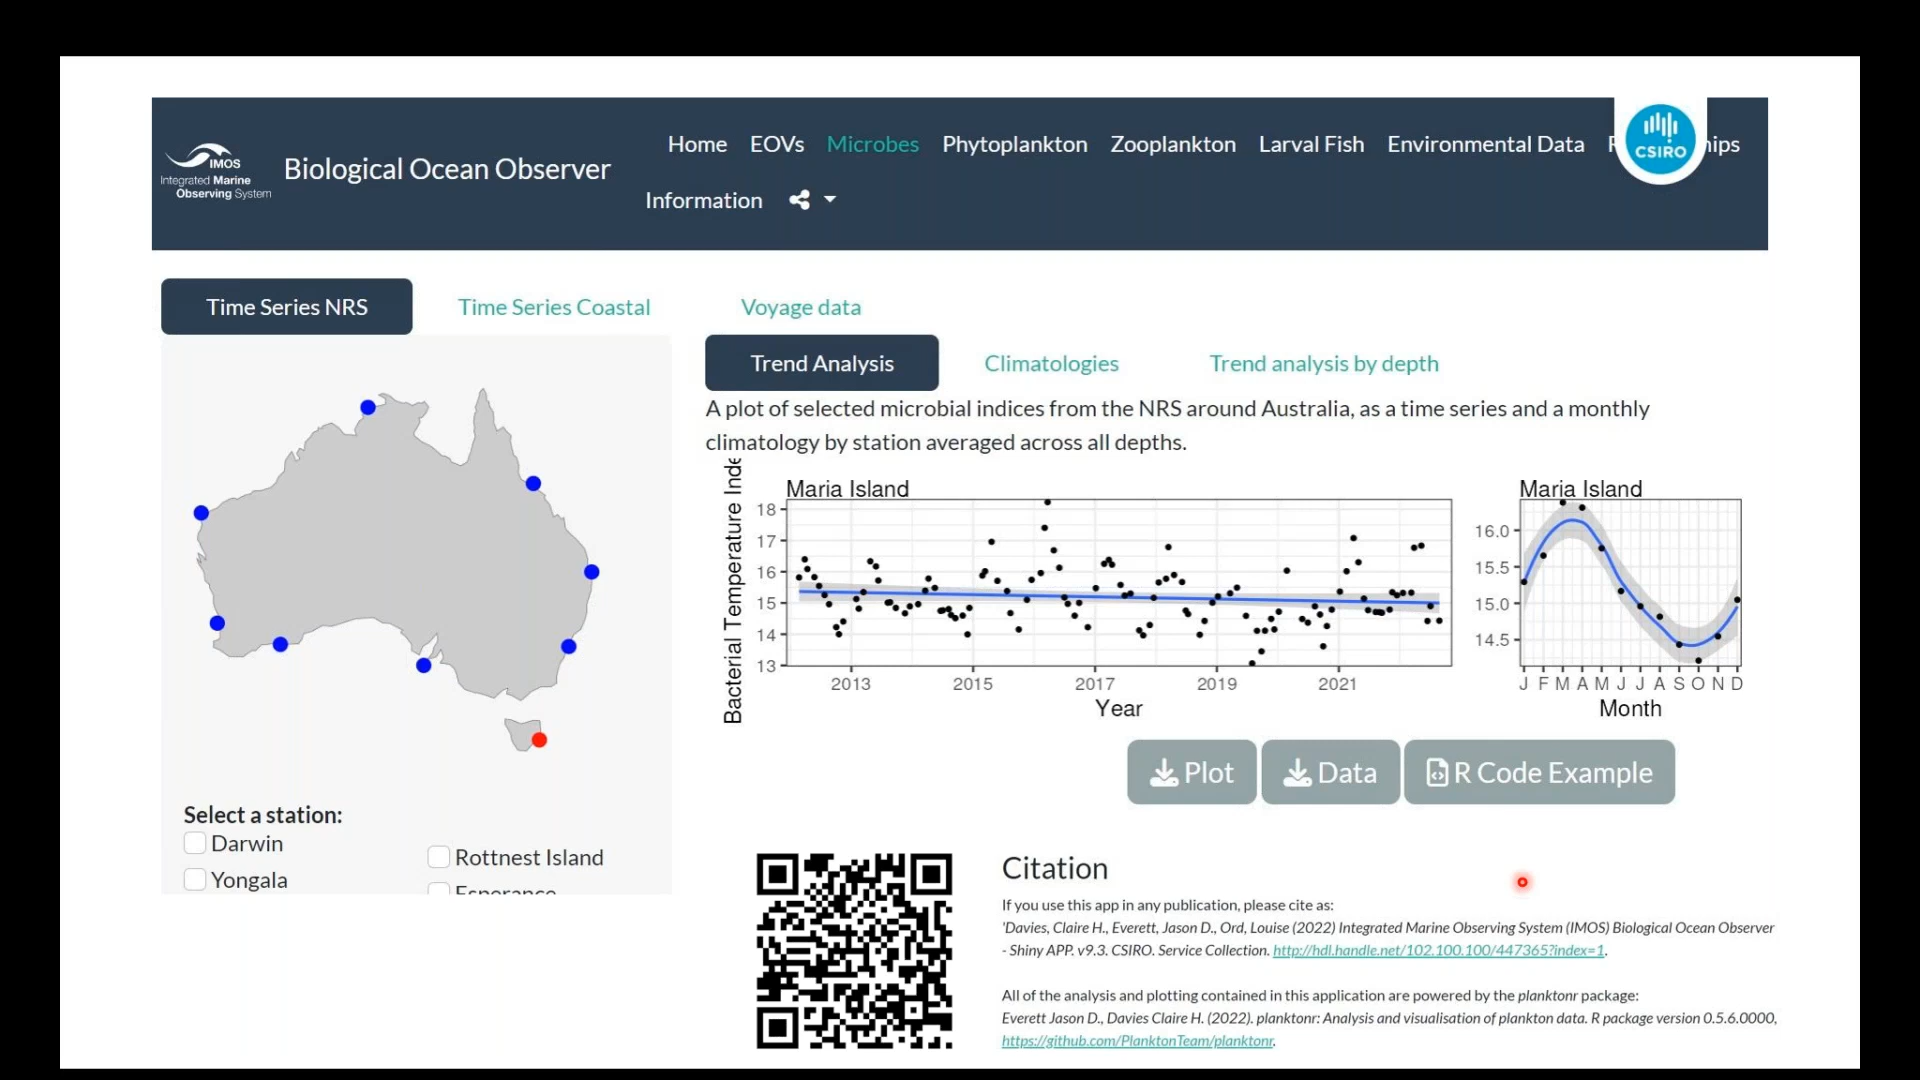 IMOS
Integrated Marine
Observing System
Biological Ocean Observer
Home EOVs Microbes Phytoplankton Zooplankton Larval Fish Environmental Data
CSIRO
Information
Time Series NRS Time Series Coastal Voyage data
Trend Analysis Climatologies Trend analysis by depth
A plot of selected microbial indices from the NRS around Australia, as a time series and a monthly
climatology by station averaged across all depths.
Bacterial Temperature
Maria Island
18
17
16
15
14
13
2013 2015 2017 2019 2021
Year
Maria Island
16.0
15.5
15.0
14.5
J F M A M J J A S O N D
Month
Plot Data R Code Example
Select a station:
Darwin
Rottnest Island
Yongala
Esperance
Citation
If you use this app in any publication, please cite as:
'Davies, Claire H., Everett, Jason D., Ord, Louise (2022) Integrated Marine Observing System (IMOS) Biological Ocean Observer
- Shiny APP. v9.3. CSIRO. Service Collection. http://hdl.handle.net/102.100.100/447365?index=1.
All of the analysis and plotting contained in this application are powered by the planktonr package:
Everett Jason D., Davies Claire H. (2022). planktonr: Analysis and visualisation of plankton data. R package version 0.5.6.0000,
https://github.com/PlanktonTeam/planktonr.